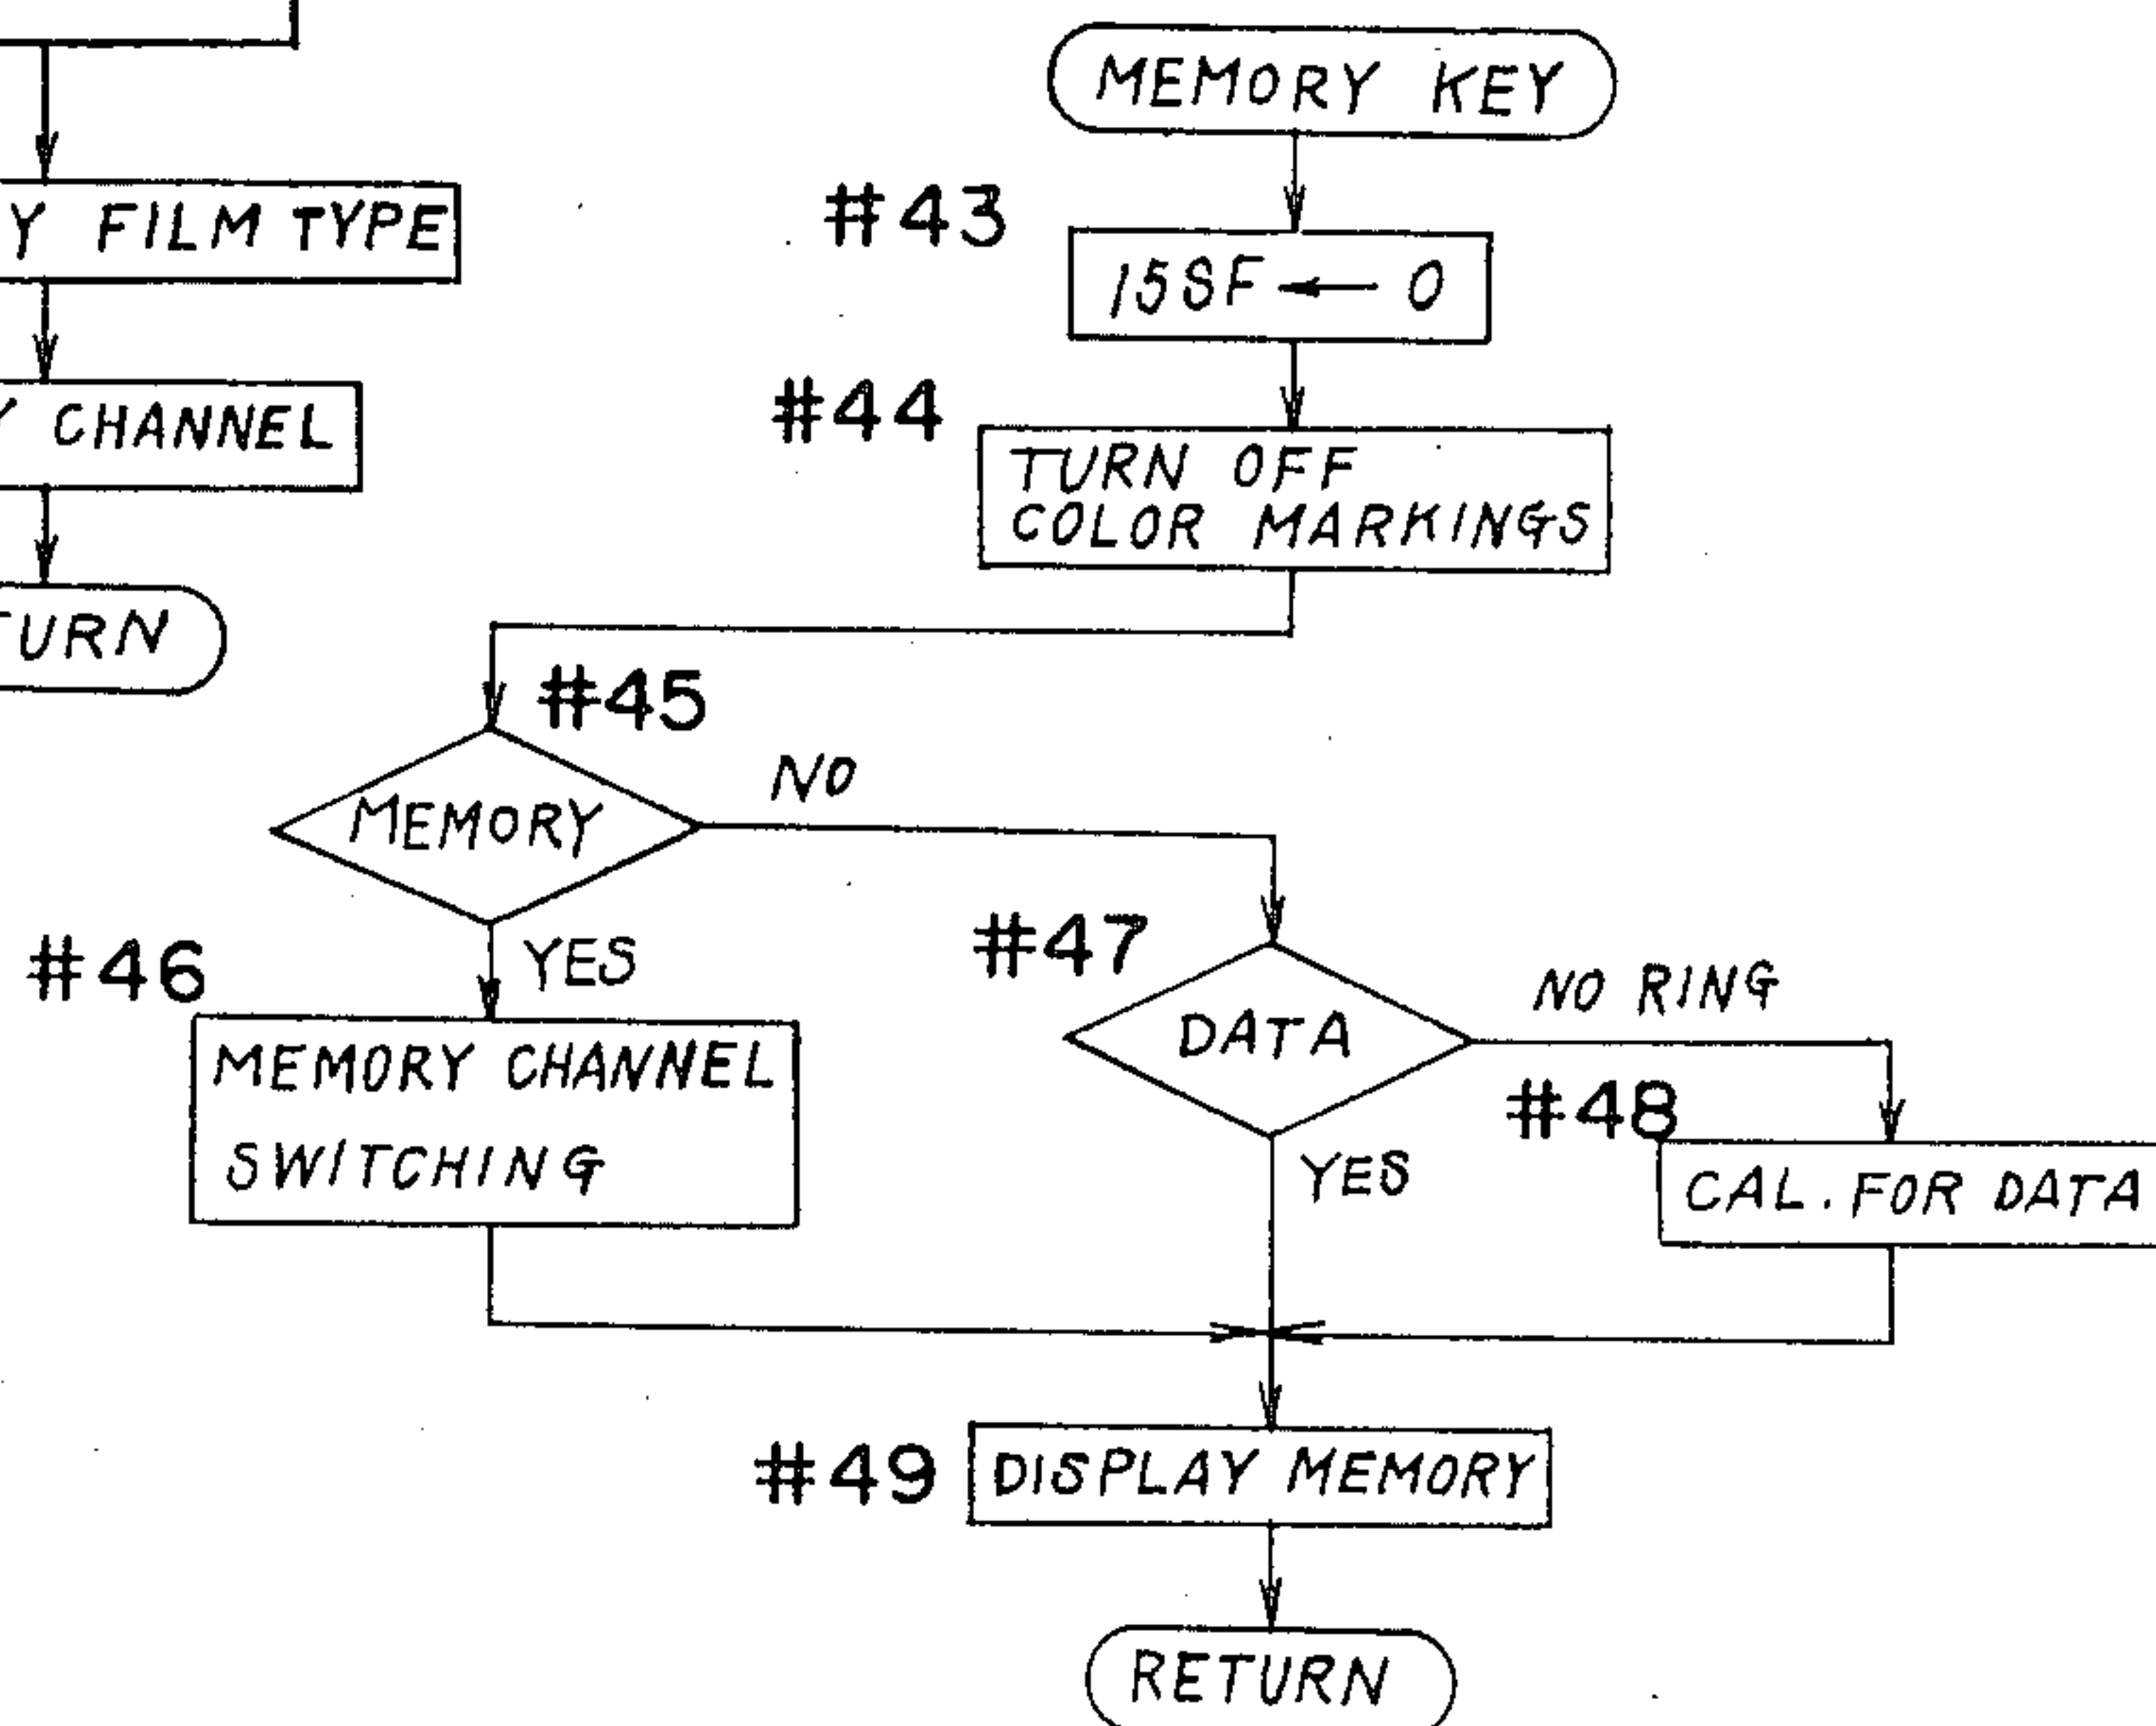 Y FILM TYPE
Y CHANNEL
TURN
MEMORY KEY
#43
15SF ← 0
#44
TURN OFF
COLOR MARKINGS
#45
MEMORY
NO
YES
#46
MEMORY CHANNEL
SWITCHING
#47
DATA
NO RING
YES
#48
CAL. FOR DATA
#49
DISPLAY MEMORY
RETURN